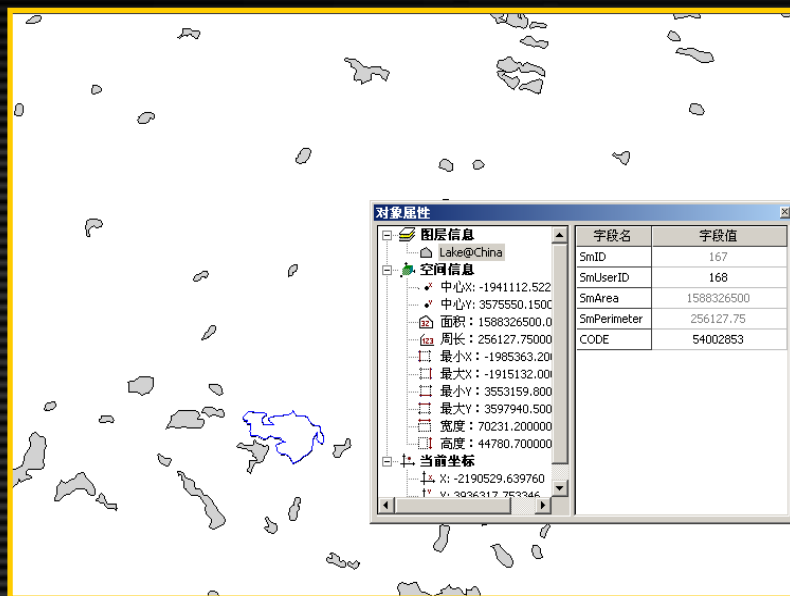 对象属性
图层信息
Lake@China
空间信息
中心X: -1941112.522
中心Y: 3575550.1500
面积：1588326500.0
周长：256127.75000
最小X：-1985363.20
最大X：-1915132.00
最小Y：3553159.800
最大Y：3597940.500
宽度：70231.200000
高度：44780.700000
当前坐标
X: -2190529.639760
Y: 3936317.753346
字段名 字段值
SmID 167
SmUserID 168
SmArea 1588326500
SmPerimeter 256127.75
CODE 54002853